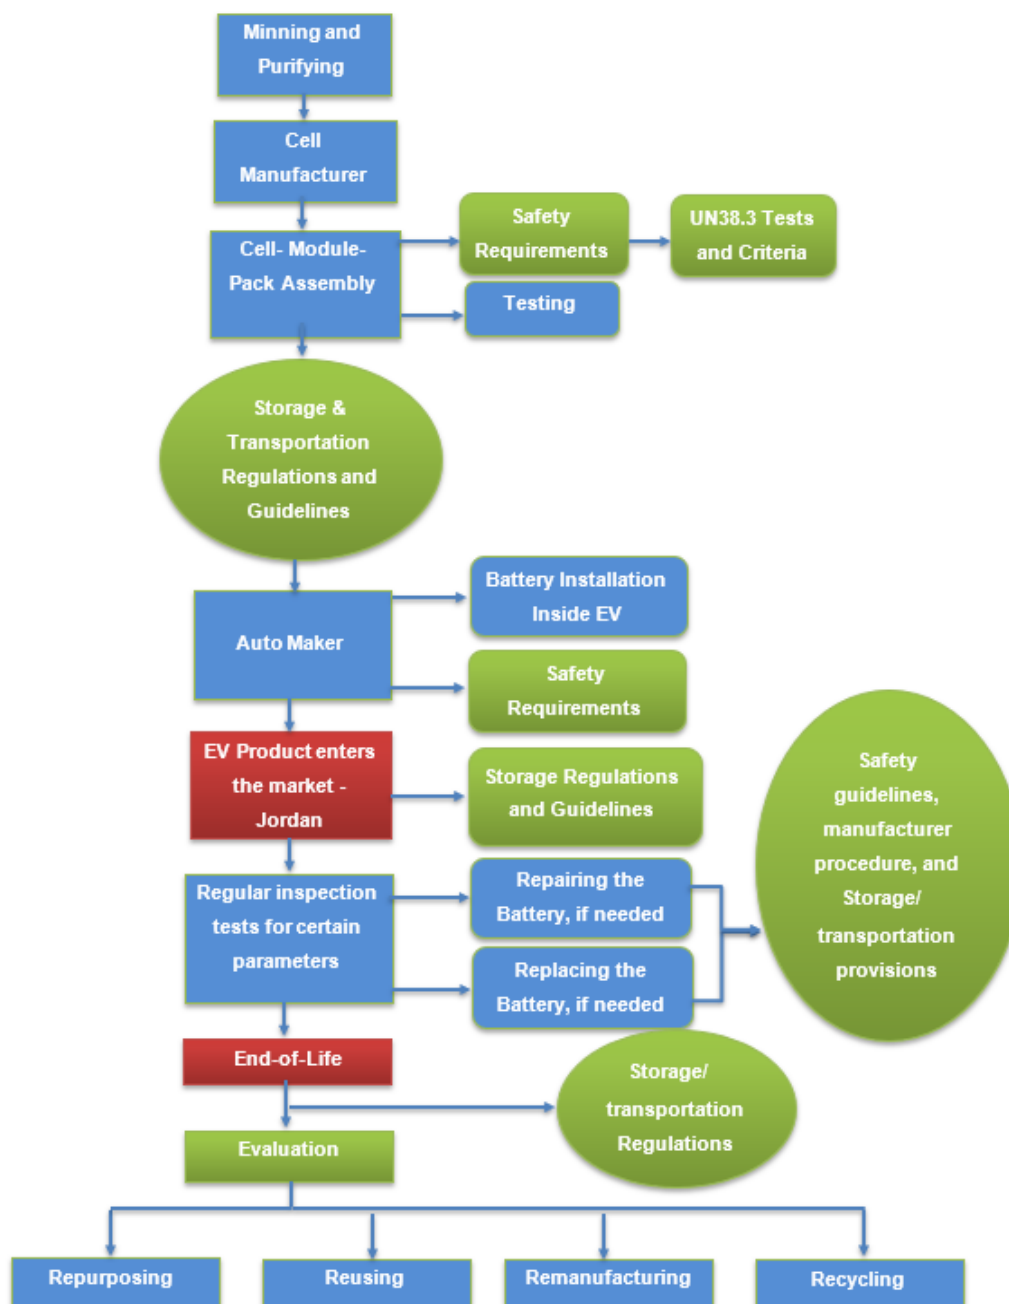 Minning and
Purifying
Cell
Manufacturer
Cell- Module-
Pack Assembly
Safety
Requirements
UN38.3 Tests
and Criteria
Testing
Storage &
Transportation
Regulations and
Guidelines
Auto Maker
Battery Installation
Inside EV
Safety
Requirements
EV Product enters
the market -
Jordan
Storage Regulations
and Guidelines
Regular inspection
tests for certain
parameters
Repairing the
Battery, if needed
Replacing the
Battery, if needed
Safety
guidelines,
manufacturer
procedure, and
Storage/
transportation
provisions
End-of-Life
Storage/
transportation
Regulations
Evaluation
Repurposing
Reusing
Remanufacturing
Recycling